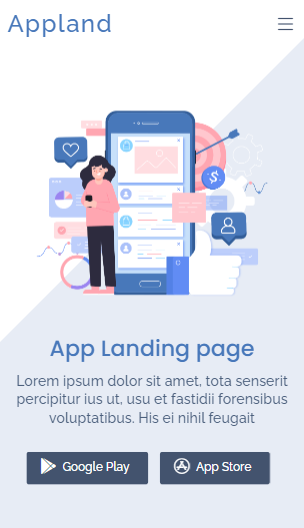 Appland
App Landing page
Lorem ipsum dolor sit amet, tota senserit
percipitur ius ut, usu et fastidii forensibus
voluptatibus. His ei nihil feugait
Google Play
App Store